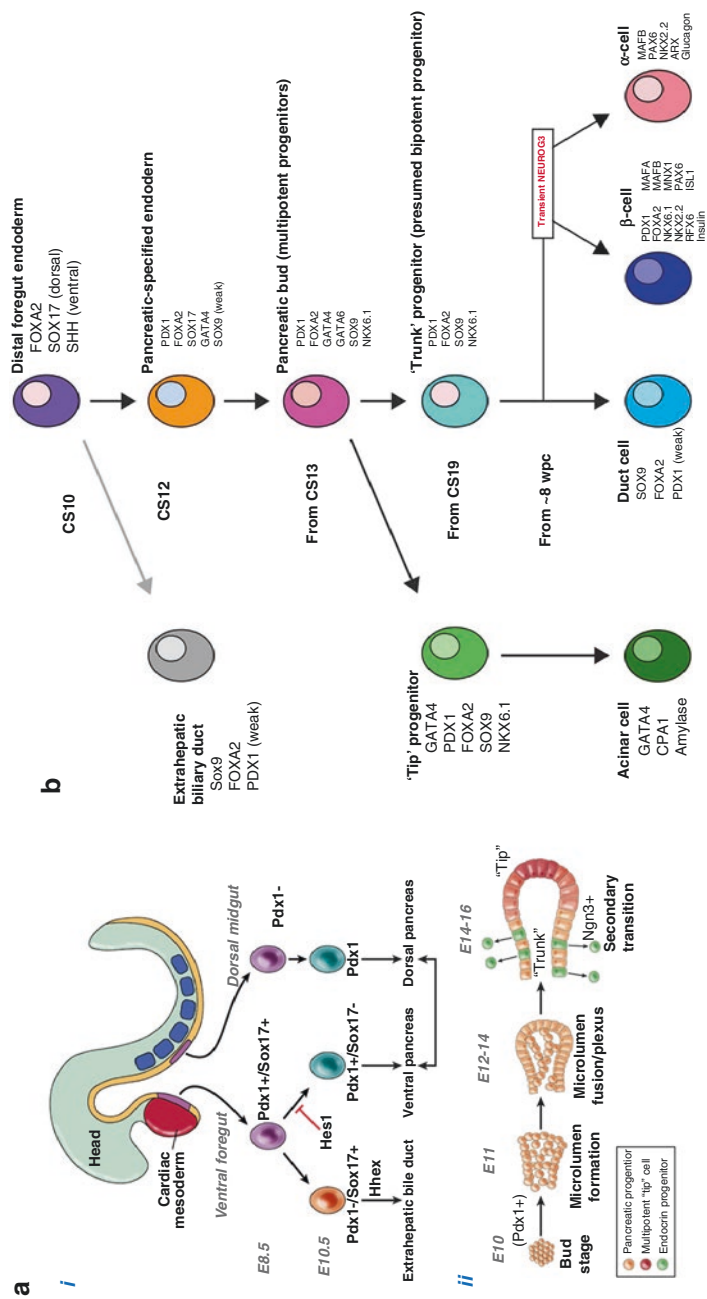 a
i
Head
Cardiac
mesoderm
Ventral foregut
Dorsal midgut
E8.5
Pdx1+/Sox17+
Pdx1-
Hes1
E10.5
Pdx1-/Sox17+
Pdx1+/Sox17-
Pdx1
Hhex
Extrahepatic bile duct
Ventral pancreas
Dorsal pancreas
ii
E10
E11
E12-14
E14-16
(Pdx1+)
"Tip"
"Trunk"
Ngn3+
Bud
stage
Microlumen
formation
Microlumen
fusion/plexus
Secondary
transition
Pancreatic progentior
Multipotent "tip" cell
Endocrin progenitor
b
Distal foregut endoderm
FOXA2
SOX17 (dorsal)
SHH (ventral)
CS10
Extrahepatic
biliary duct
Sox9
FOXA2
PDX1 (weak)
CS12
Pancreatic-specified endoderm
PDX1
FOXA2
SOX17
GATA4
SOX9 (weak)
From CS13
Pancreatic bud (multipotent progenitors)
PDX1
FOXA2
GATA4
GATA6
SOX9
NKX6.1
'Tip' progenitor
GATA4
PDX1
FOXA2
SOX9
NKX6.1
From CS19
'Trunk' progenitor (presumed bipotent progenitor)
PDX1
FOXA2
SOX9
NKX6.1
From ~8 wpc
Transient NEUROG3
Acinar cell
GATA4
CPA1
Amylase
Duct cell
SOX9
FOXA2
PDX1 (weak)
β-cell
PDX1 MAFA
FOXA2 MAFB
NKX6.1 MNX1
NKX2.2 PAX6
RFX6 ISL1
Insulin
α-cell
MAFB
PAX6
NKX2.2
ARX
Glucagon